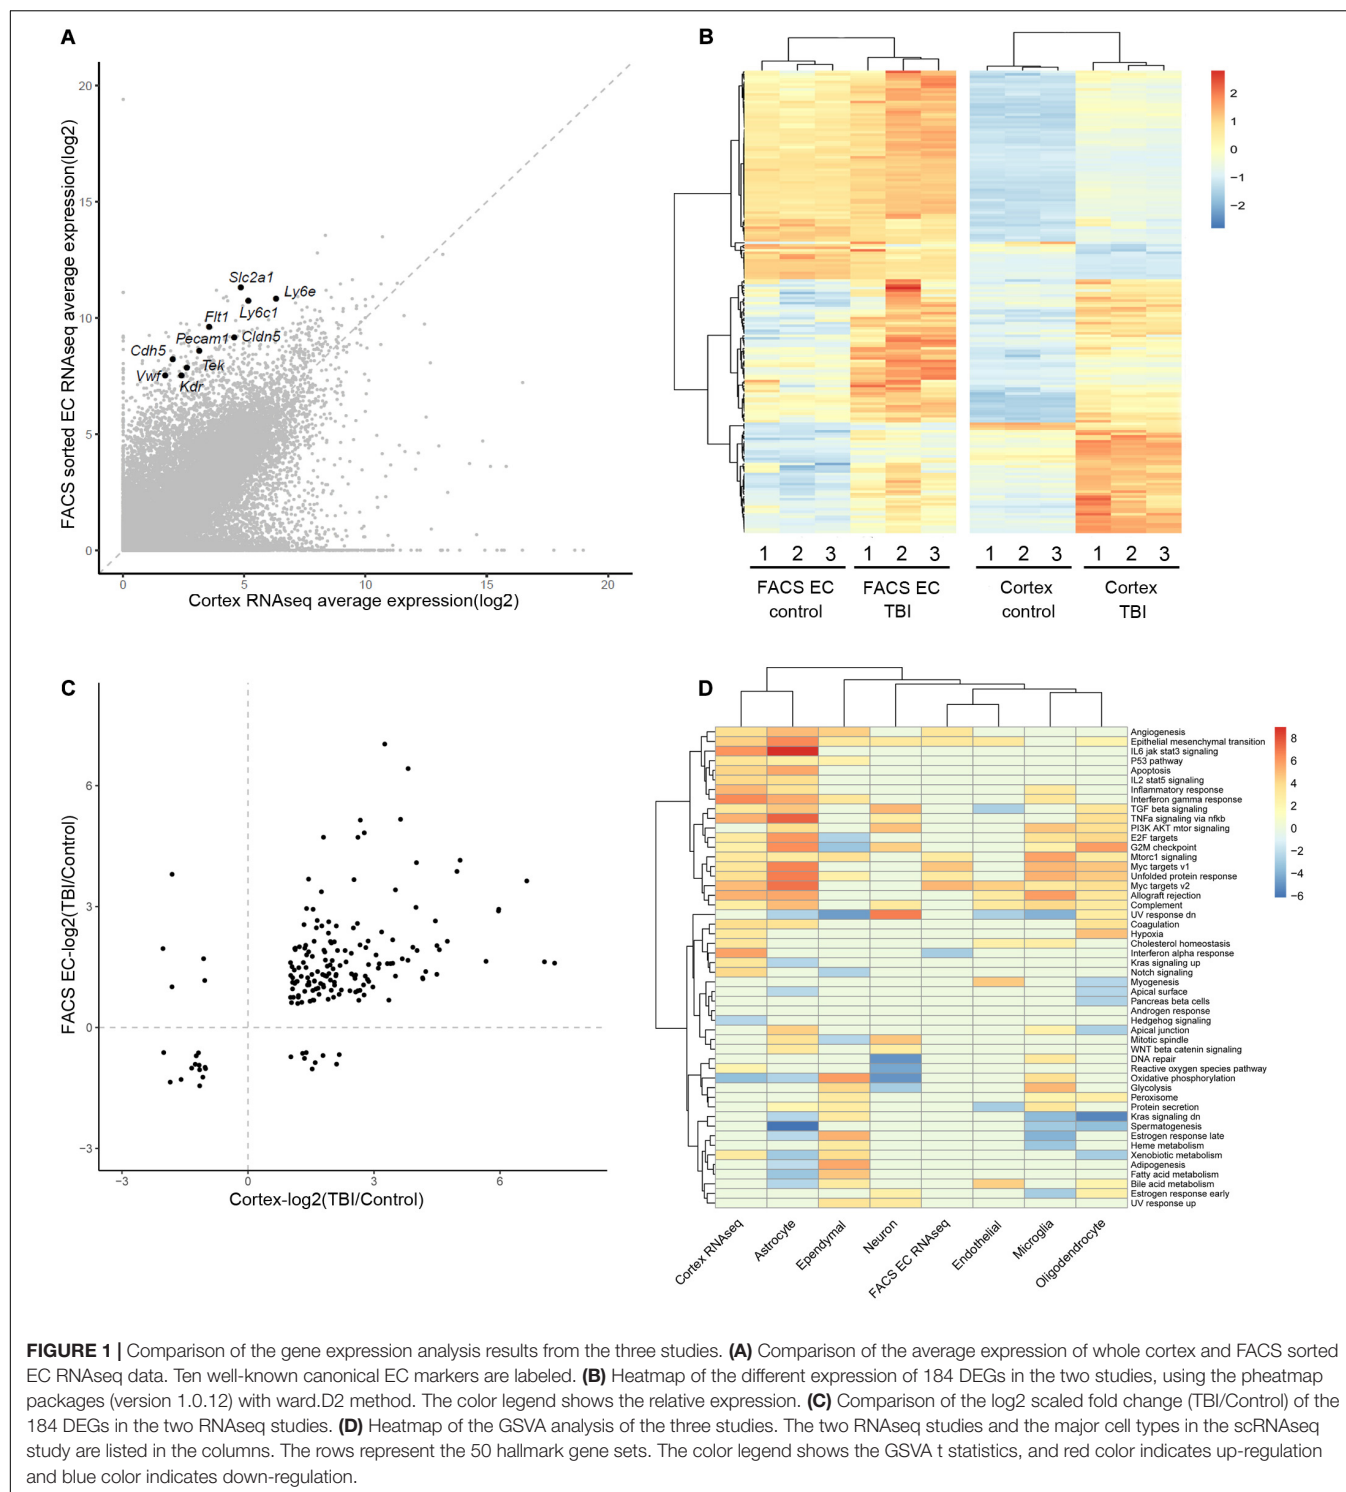 A
FACS sorted EC RNAseq average expression(log2)
20
15
10
5
0
Slc2a1
Ly6e
Ly6c1
Flt1
Cldn5
Pecam1
Cdh5
Tek
Vwf
Kdr
0
5
10
15
20
Cortex RNAseq average expression(log2)
B
2
1
0
−1
−2
1 2 3 1 2 3 1 2 3 1 2 3
FACS EC control
FACS EC TBI
Cortex control
Cortex TBI
C
FACS EC-log2(TBI/Control)
6
3
0
−3
−3
0
3
6
Cortex-log2(TBI/Control)
D
Angiogenesis
Epithelial mesenchymal transition
IL6 jak stat3 signaling
P53 pathway
Apoptosis
IL2 stat5 signaling
Inflammatory response
Interferon gamma response
TGF beta signaling
TNFa signaling via nfkb
PI3K AKT mtor signaling
E2F targets
G2M checkpoint
Mtorc1 signaling
Myc targets v1
Unfolded protein response
Myc targets v2
Allograft rejection
Complement
UV response dn
Coagulation
Hypoxia
Cholesterol homeostasis
Interferon alpha response
Kras signaling up
Notch signaling
Myogenesis
Apical surface
Pancreas beta cells
Androgen response
Hedgehog signaling
Apical junction
Mitotic spindle
WNT beta catenin signaling
DNA repair
Reactive oxygen species pathway
Oxidative phosphorylation
Glycolysis
Peroxisome
Protein secretion
Kras signaling dn
Spermatogenesis
Estrogen response late
Heme metabolism
Xenobiotic metabolism
Adipogenesis
Fatty acid metabolism
Bile acid metabolism
Estrogen response early
UV response up
8
6
4
2
0
−2
−4
−6
Cortex RNAseq
Astrocyte
Ependymal
Neuron
FACS EC RNAseq
Endothelial
Microglia
Oligodendrocyte
FIGURE 1 | Comparison of the gene expression analysis results from the three studies. (A) Comparison of the average expression of whole cortex and FACS sorted
EC RNAseq data. Ten well-known canonical EC markers are labeled. (B) Heatmap of the different expression of 184 DEGs in the two studies, using the pheatmap
packages (version 1.0.12) with ward.D2 method. The color legend shows the relative expression. (C) Comparison of the log2 scaled fold change (TBI/Control) of the
184 DEGs in the two RNAseq studies. (D) Heatmap of the GSVA analysis of the three studies. The two RNAseq studies and the major cell types in the scRNAseq
study are listed in the columns. The rows represent the 50 hallmark gene sets. The color legend shows the GSVA t statistics, and red color indicates up-regulation
and blue color indicates down-regulation.